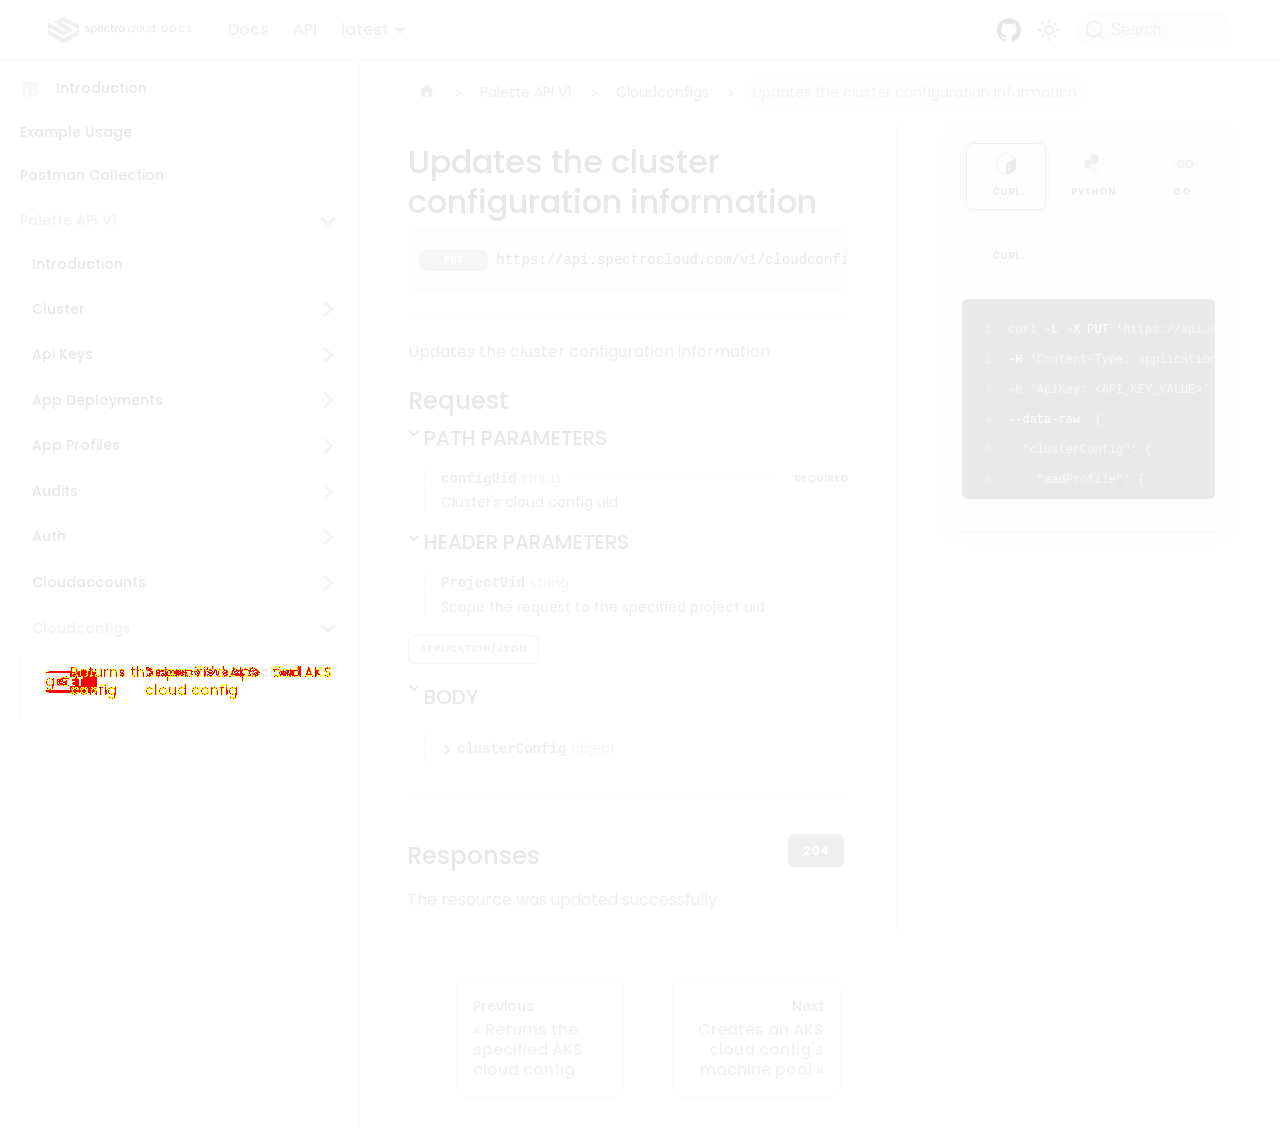 spectro cloud DOCS
Docs
API
latest
Search
Introduction
Example Usage
Postman Collection
Palette API V1
Introduction
Cluster
Api Keys
App Deployments
App Profiles
Audits
Auth
Cloudaccounts
Cloudconfigs
config
cloud config
Palette API V1
Cloudconfigs
Updates the cluster configuration information
Updates the cluster
configuration information
PUT https://api.spectrocloud.com/v1/cloudconfi
Updates the cluster configuration information
Request
PATH PARAMETERS
configUid string REQUIRED
Cluster's cloud config uid
HEADER PARAMETERS
ProjectUid string
Scope the request to the specified project uid
APPLICATION/JSON
BODY
clusterConfig object
Responses
204
The resource was updated successfully
Previous
« Returns the
specified AKS
cloud config
Next
Creates an AKS
cloud config's
machine pool »
CURL
PYTHON
GO
CURL
1 curl -L -X PUT 'https://api.s
2 -H 'Content-Type: application
3 -H 'ApiKey: <API_KEY_VALUE>'
4 --data-raw '{
5 "clusterConfig": {
6 "aadProfile": {